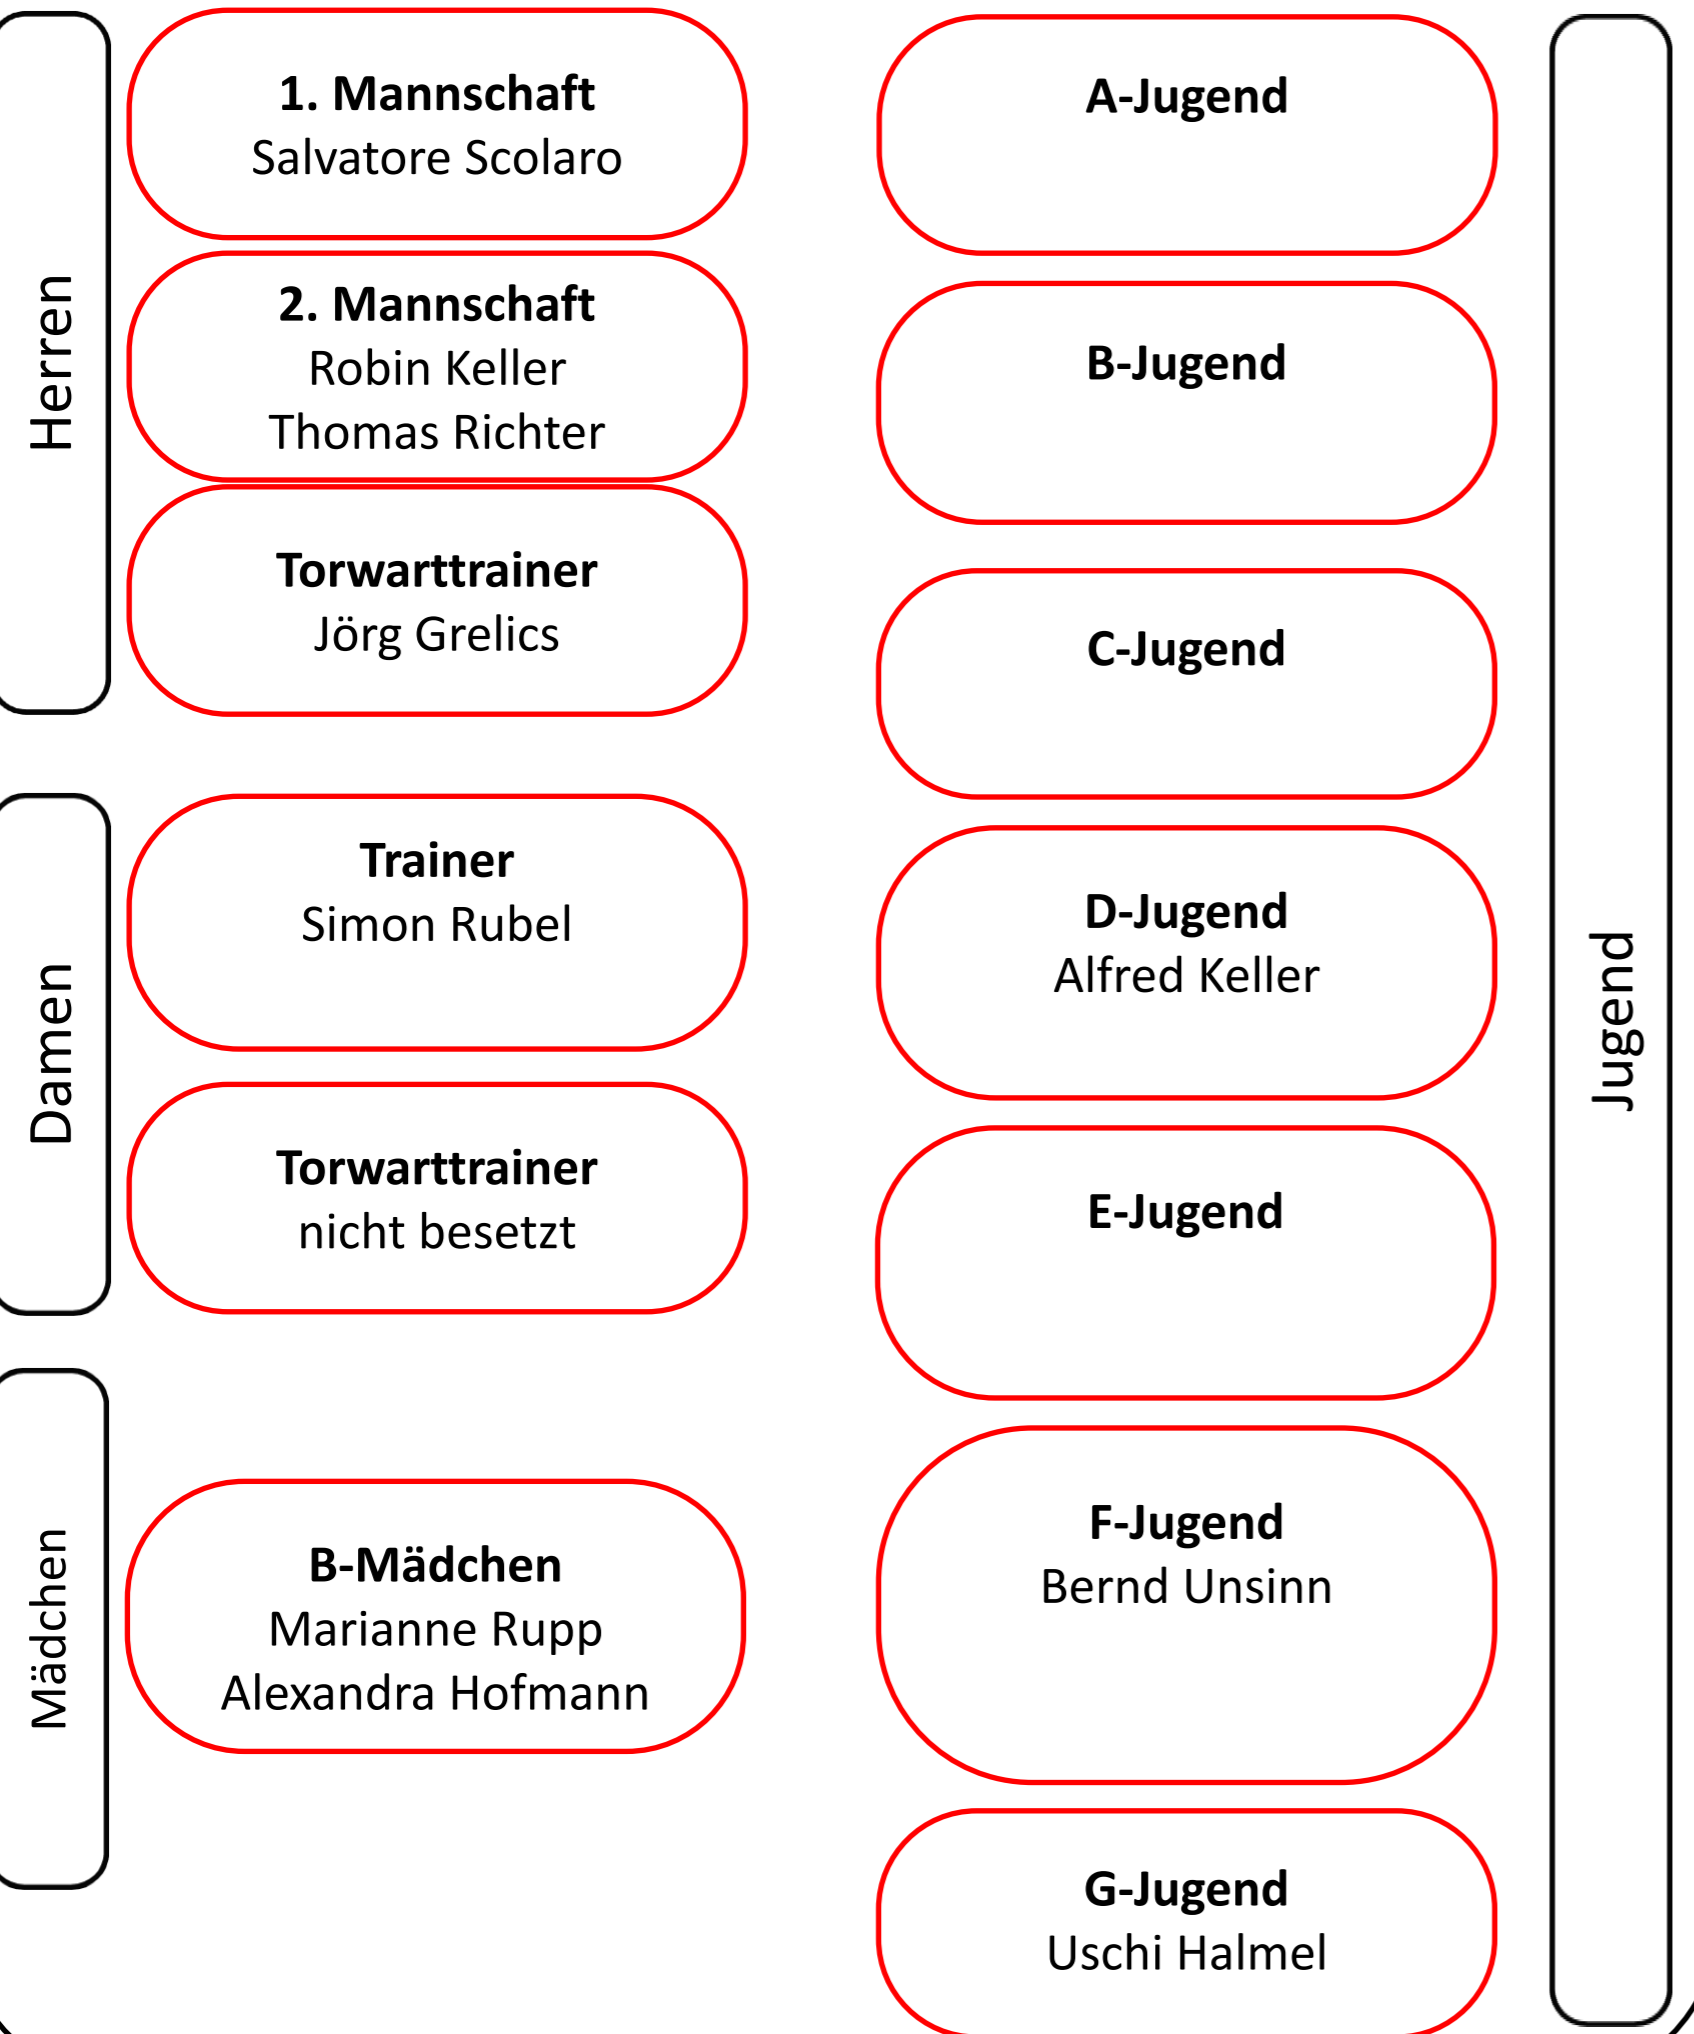 Herren
1. Mannschaft
Salvatore Scolaro
2. Mannschaft
Robin Keller
Thomas Richter
Torwarttrainer
Jörg Grelics
Damen
Trainer
Simon Rubel
Torwarttrainer
nicht besetzt
Mädchen
B-Mädchen
Marianne Rupp
Alexandra Hofmann
A-Jugend
B-Jugend
C-Jugend
D-Jugend
Alfred Keller
E-Jugend
F-Jugend
Bernd Unsinn
G-Jugend
Uschi Halmel
Jugend